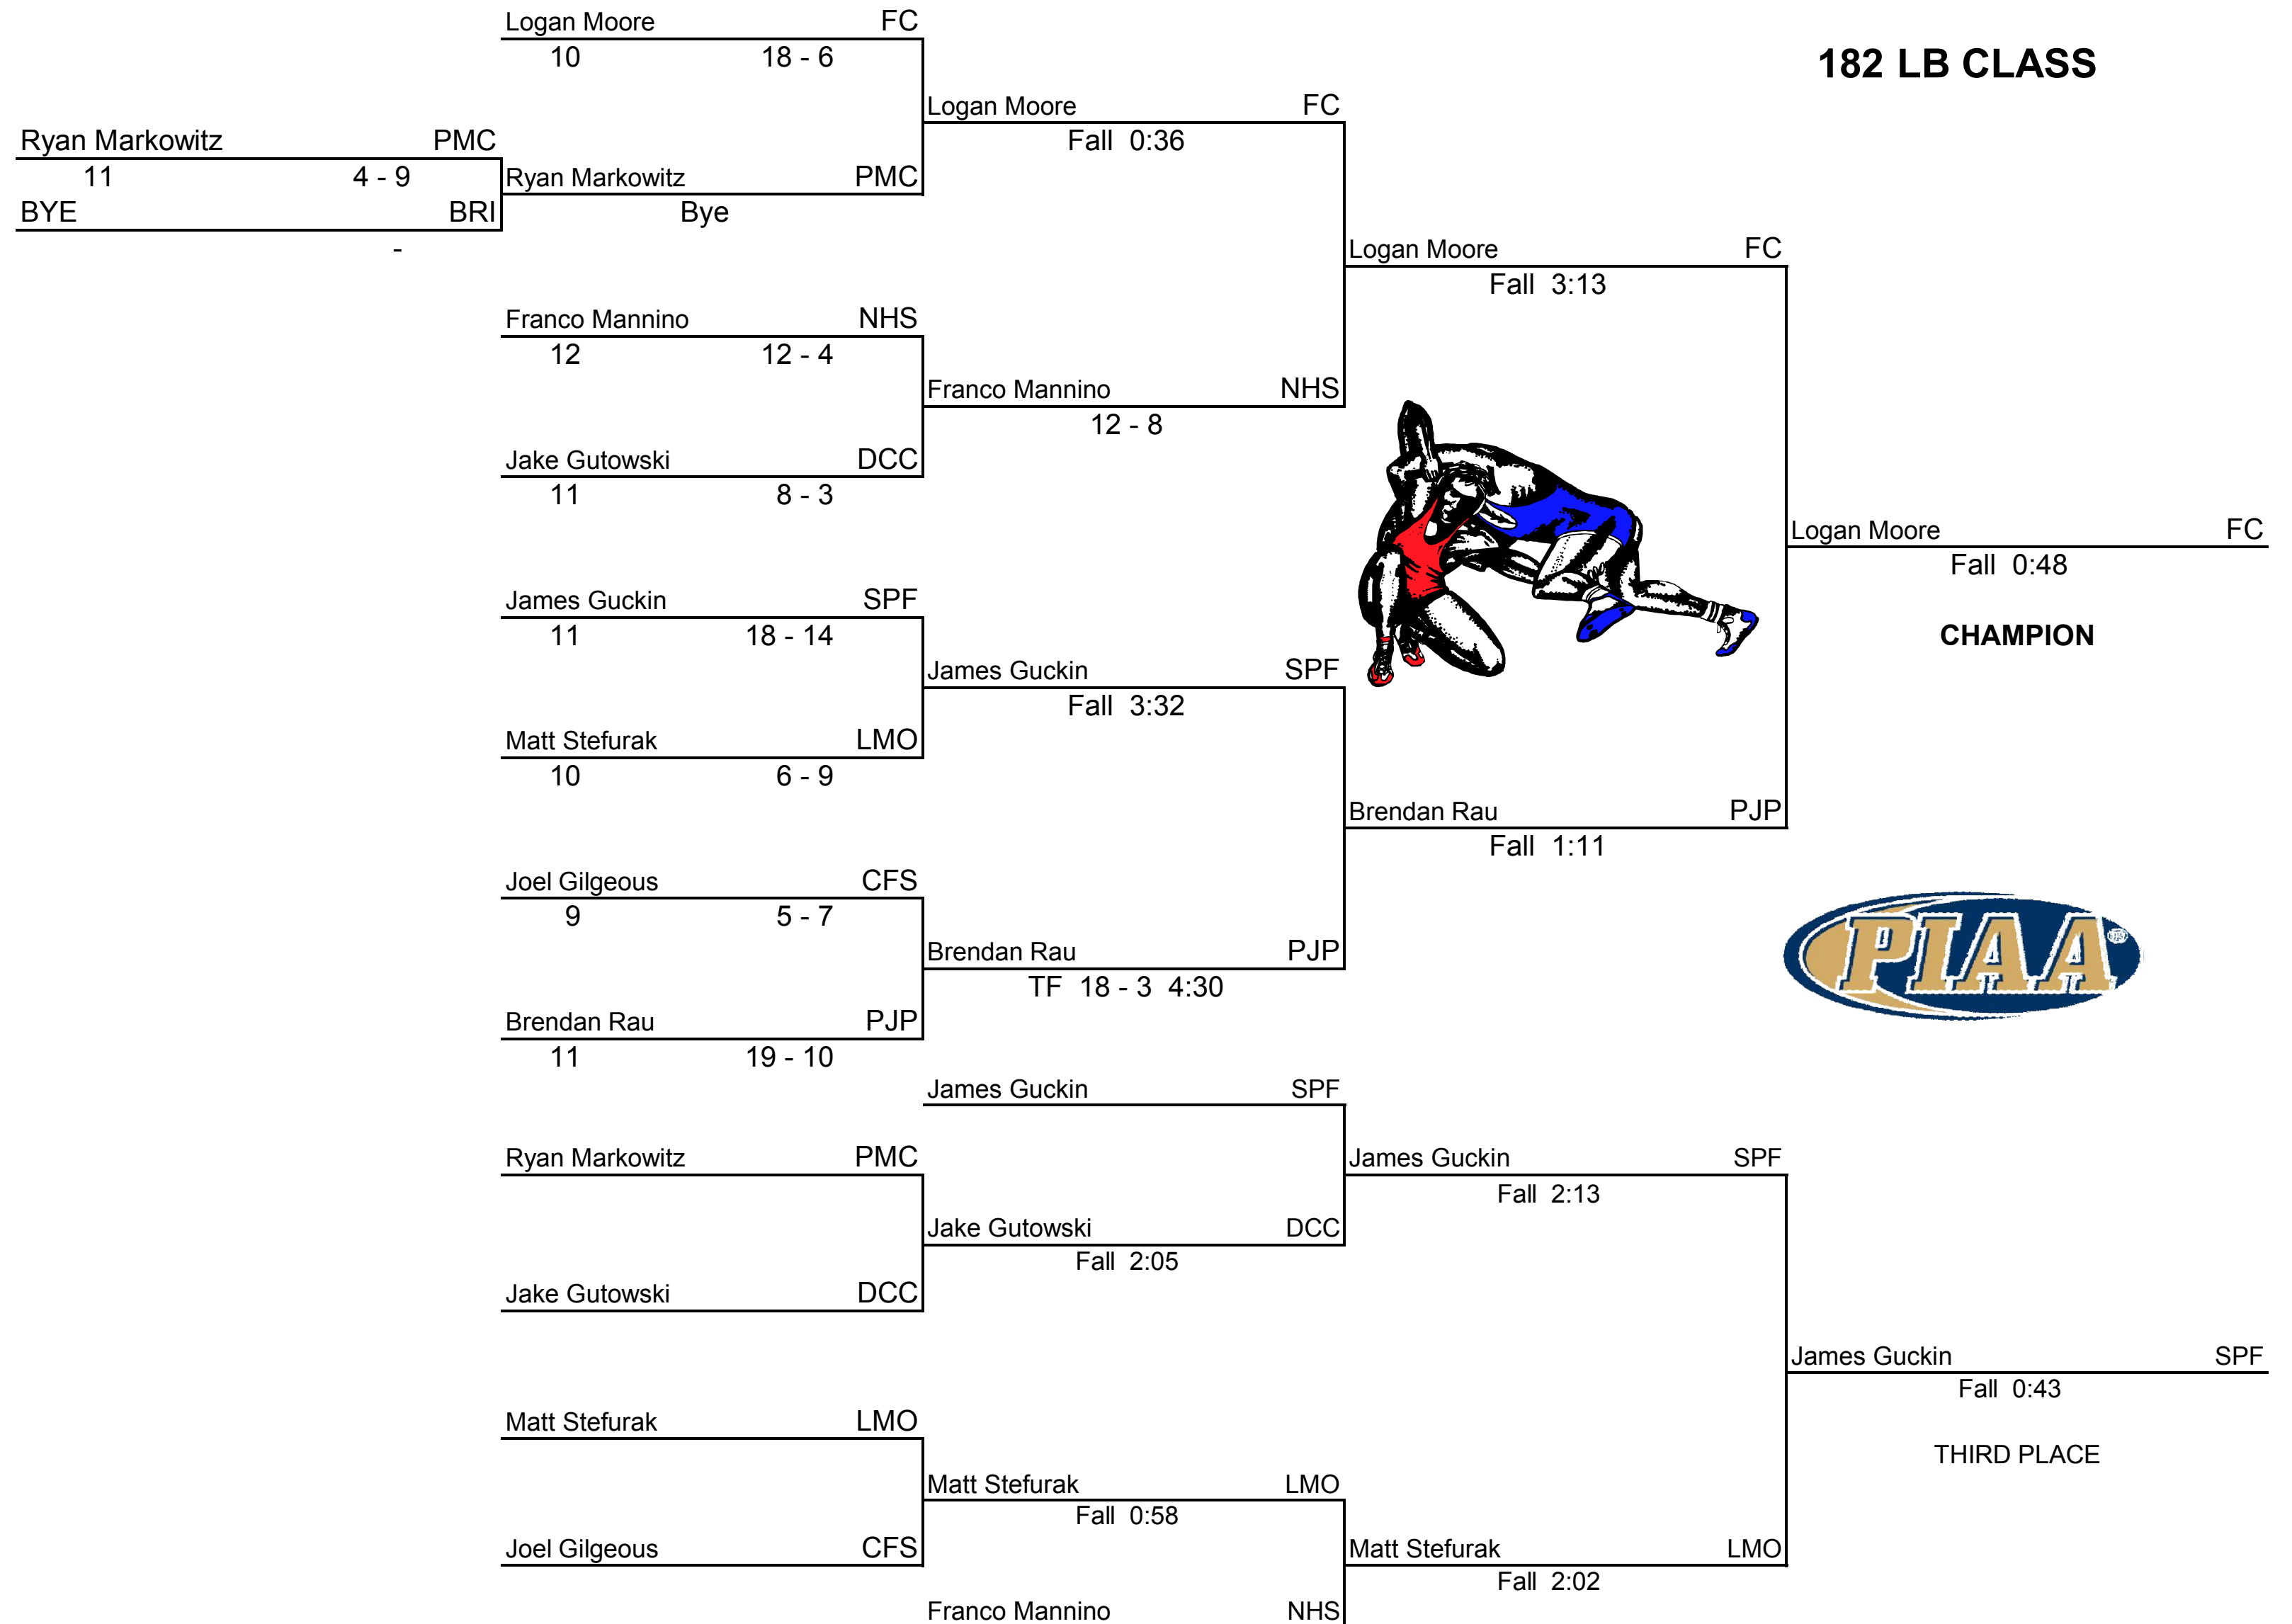 Logan Moore FC
10 18 - 6
182 LB CLASS
Logan Moore FC
Fall 0:36
Ryan Markowitz PMC
11 4 - 9
Ryan Markowitz PMC
BYE BRI
Bye
-
Logan Moore FC
Fall 3:13
Franco Mannino NHS
12 12 - 4
Franco Mannino NHS
12 - 8
Jake Gutowski DCC
11 8 - 3
Logan Moore FC
Fall 0:48
CHAMPION
James Guckin SPF
11 18 - 14
James Guckin SPF
Fall 3:32
Matt Stefurak LMO
10 6 - 9
Brendan Rau PJP
Fall 1:11
Joel Gilgeous CFS
9 5 - 7
PIAA®
Brendan Rau PJP
TF 18 - 3 4:30
Brendan Rau PJP
11 19 - 10
James Guckin SPF
Ryan Markowitz PMC
James Guckin SPF
Fall 2:13
Jake Gutowski DCC
Fall 2:05
Jake Gutowski DCC
James Guckin SPF
Fall 0:43
THIRD PLACE
Matt Stefurak LMO
Matt Stefurak LMO
Fall 0:58
Joel Gilgeous CFS
Matt Stefurak LMO
Fall 2:02
Franco Mannino NHS